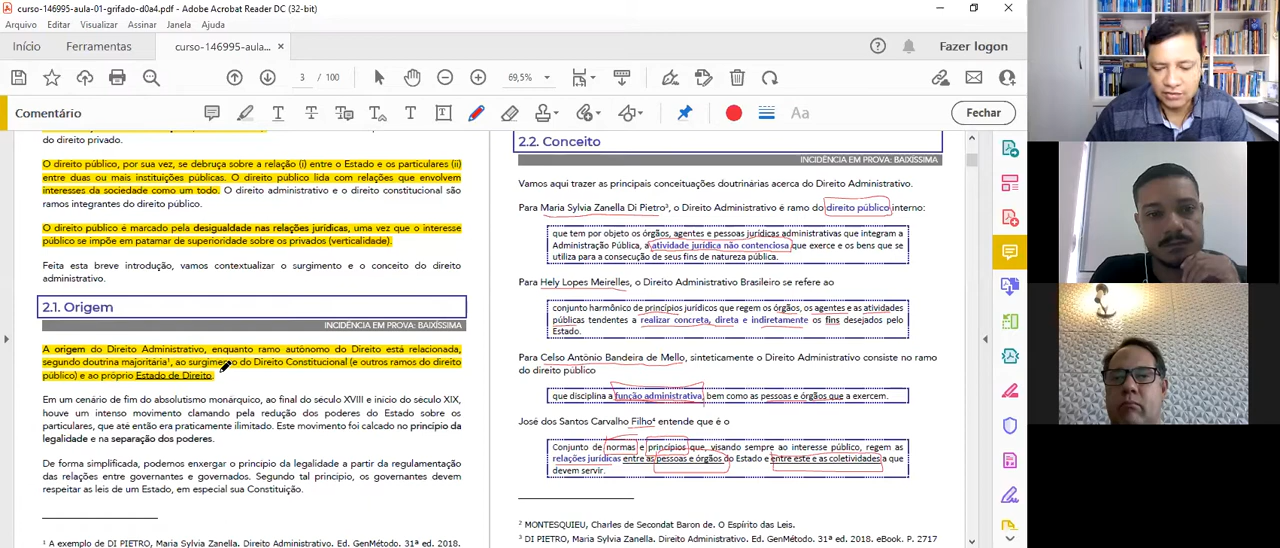 curso-146995-aula-01-grifado-d0a4.pdf - Adobe Acrobat Reader DC (32-bit)
Arquivo Editar Visualizar Assinar Janela Ajuda
Início Ferramentas curso-146995-aula... × Fazer logon
3 / 100 69,5%
Comentário Fechar
do direito privado.
O direito público, por sua vez, se debruça sobre a relação (i) entre o Estado e os particulares (ii)
entre duas ou mais instituições públicas. O direito público lida com relações que envolvem
interesses da sociedade como um todo. O direito administrativo e o direito constitucional são
ramos integrantes do direito público.
O direito público é marcado pela desigualdade nas relações jurídicas, uma vez que o interesse
público se impõe em patamar de superioridade sobre os privados (verticalidade).
Feita esta breve introdução, vamos contextualizar o surgimento e o conceito do direito
administrativo.
2.1. Origem
INCIDÊNCIA EM PROVA: BAIXÍSSIMA
A origem do Direito Administrativo, enquanto ramo autônomo do Direito está relacionada,
segundo doutrina majoritária¹, ao surgimento do Direito Constitucional (e outros ramos do direito
público) e ao próprio Estado de Direito.
Em um cenário de fim do absolutismo monárquico, ao final do século XVIII e início do século XIX,
houve um intenso movimento clamando pela redução dos poderes do Estado sobre os
particulares, que até então era praticamente ilimitado. Este movimento foi calcado no princípio da
legalidade e na separação dos poderes.
De forma simplificada, podemos enxergar o princípio da legalidade a partir da regulamentação
das relações entre governantes e governados. Segundo tal princípio, os governantes devem
respeitar as leis de um Estado, em especial sua Constituição.
¹ A exemplo de DI PIETRO, Maria Sylvia Zanella. Direito Administrativo. Ed. GenMétodo. 31ª ed. 2018.
2.2. Conceito
INCIDÊNCIA EM PROVA: BAIXÍSSIMA
Vamos aqui trazer as principais conceituações doutrinárias acerca do Direito Administrativo.
Para Maria Sylvia Zanella Di Pietro³, o Direito Administrativo é ramo do direito público interno:
que tem por objeto os órgãos, agentes e pessoas jurídicas administrativas que integram a
Administração Pública, a atividade jurídica não contenciosa que exerce e os bens que se
utiliza para a consecução de seus fins de natureza pública.
Para Hely Lopes Meirelles, o Direito Administrativo Brasileiro se refere ao
conjunto harmônico de princípios jurídicos que regem os órgãos, os agentes e as atividades
públicas tendentes a realizar concreta, direta e indiretamente os fins desejados pelo
Estado.
Para Celso Antônio Bandeira de Mello, sinteticamente o Direito Administrativo consiste no ramo
do direito público
que disciplina a função administrativa, bem como as pessoas e órgãos que a exercem.
José dos Santos Carvalho Filho⁴ entende que é o
Conjunto de normas e princípios que, visando sempre ao interesse público, regem as
relações jurídicas entre as pessoas e órgãos do Estado e entre este e as coletividades a que
devem servir.
² MONTESQUIEU, Charles de Secondat Baron de. O Espírito das Leis.
³ DI PIETRO, Maria Sylvia Zanella. Direito Administrativo. Ed. GenMétodo. 31ª ed. 2018. eBook. P. 2717